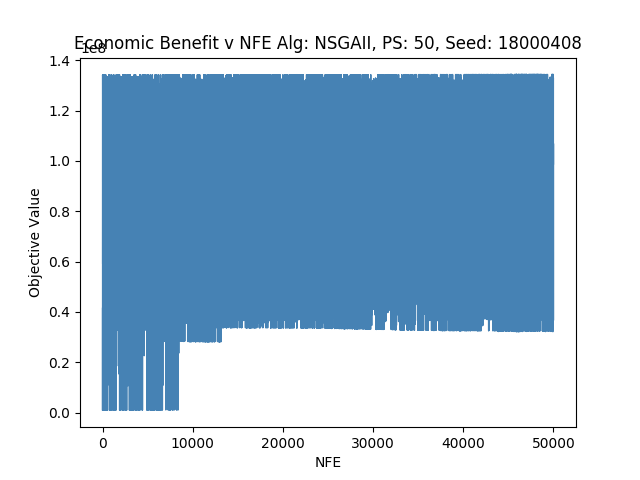 Economic Benefit v NFE Alg: NSGAII, PS: 50, Seed: 18000408
1e8
1.4
1.2
1.0
0.8
0.6
0.4
0.2
0.0
Objective Value
0 10000 20000 30000 40000 50000
NFE